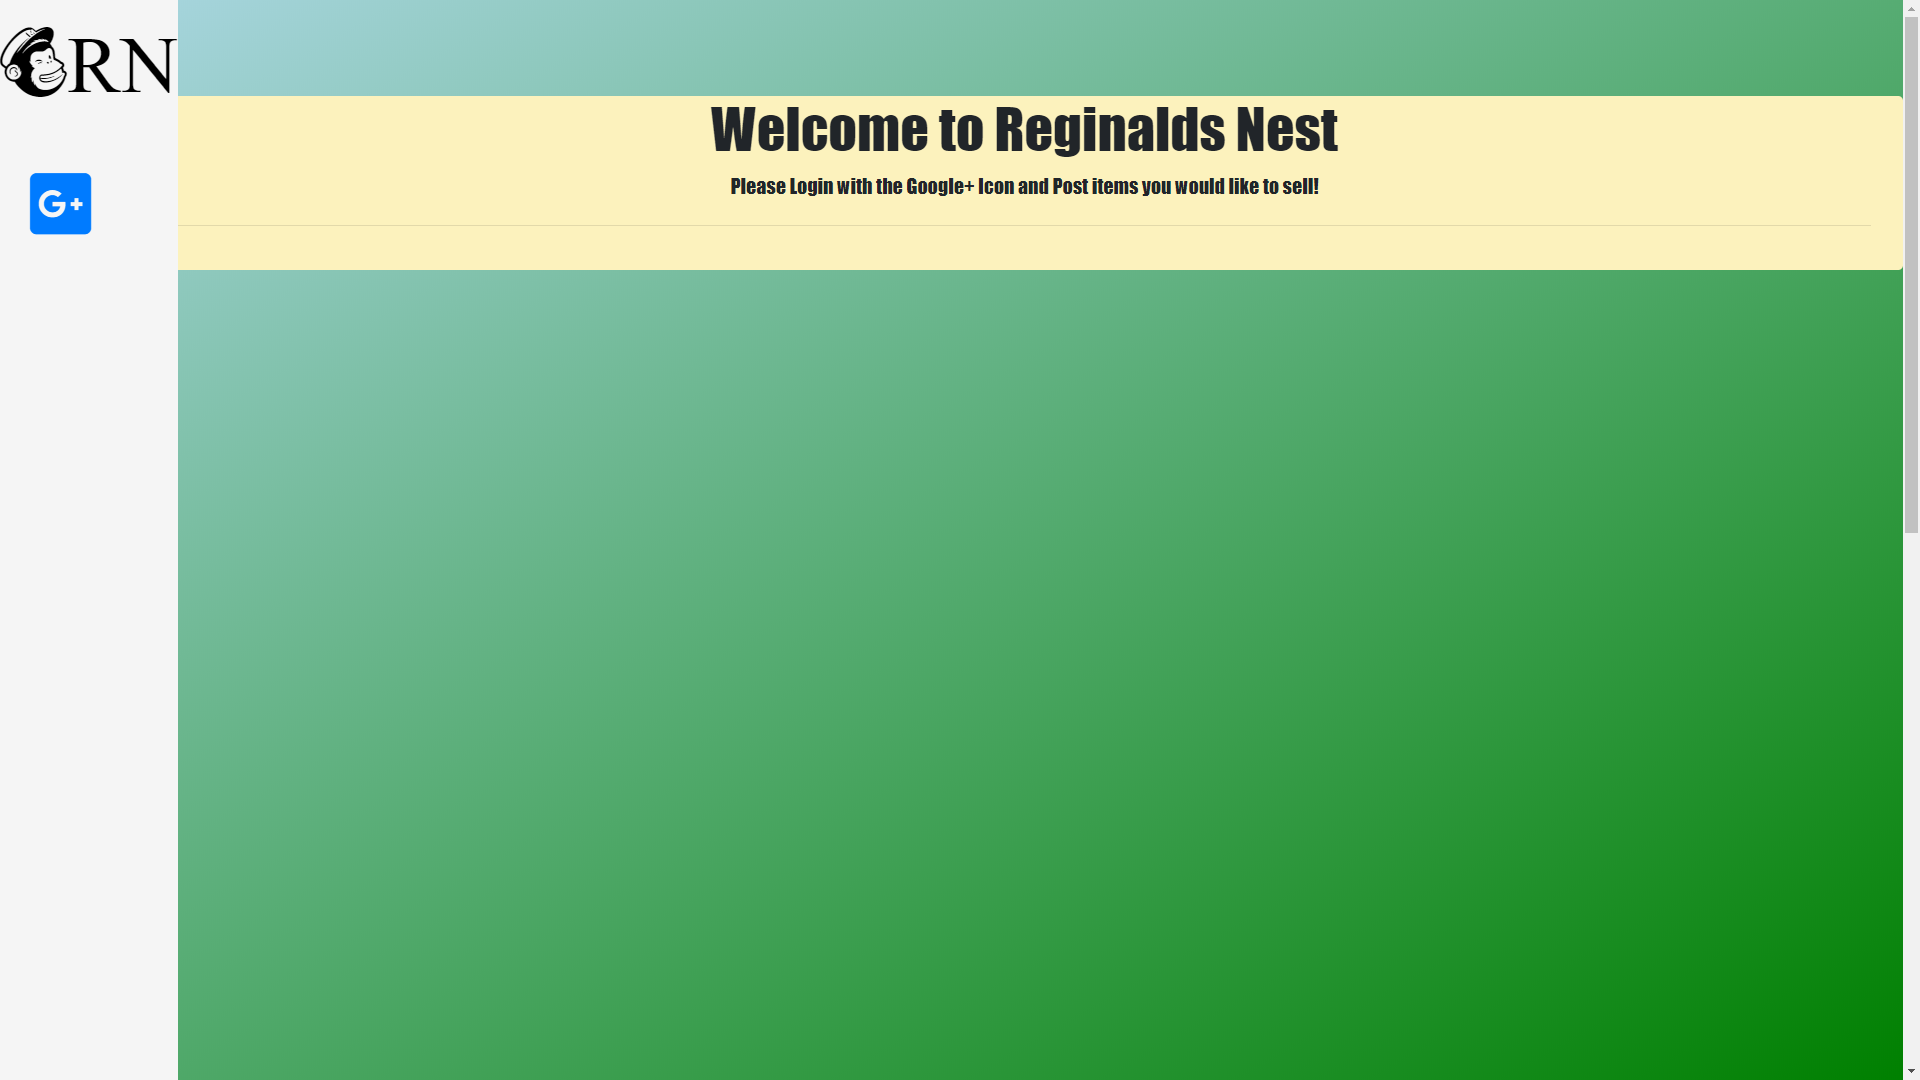 RN
G+
Welcome to Reginalds Nest
Please Login with the Google+ Icon and Post items you would like to sell!